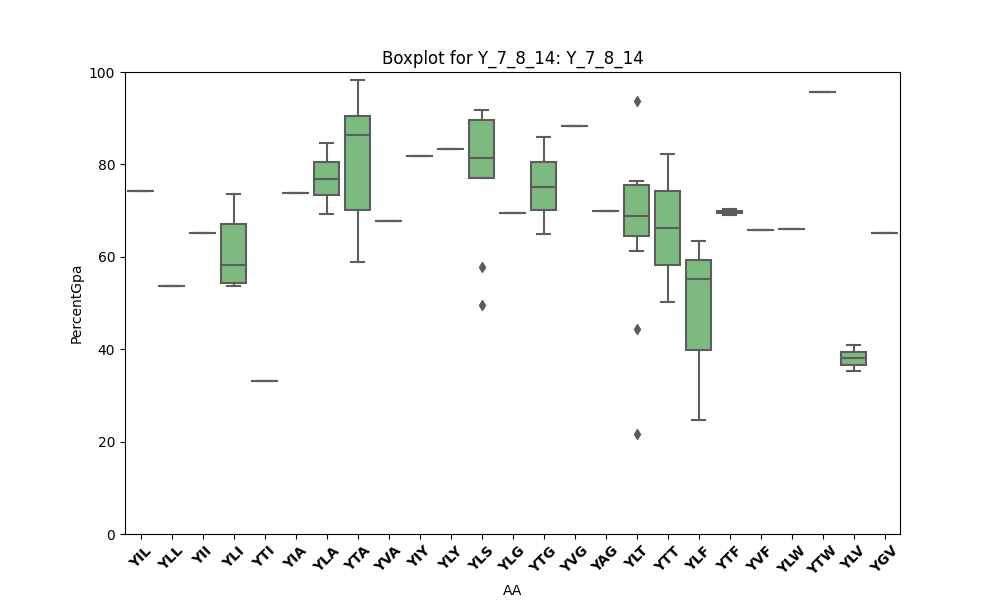 Boxplot for Y_7_8_14: Y_7_8_14
100
80
60
40
20
0
PercentGpa
YIL YLL YII YLI YTI YIA YLA YTA YVA YIY YLY YLS YLG YTG YVG YAG YLT YTT YLF YTF YVF YLW YTW YLV YGV
AA